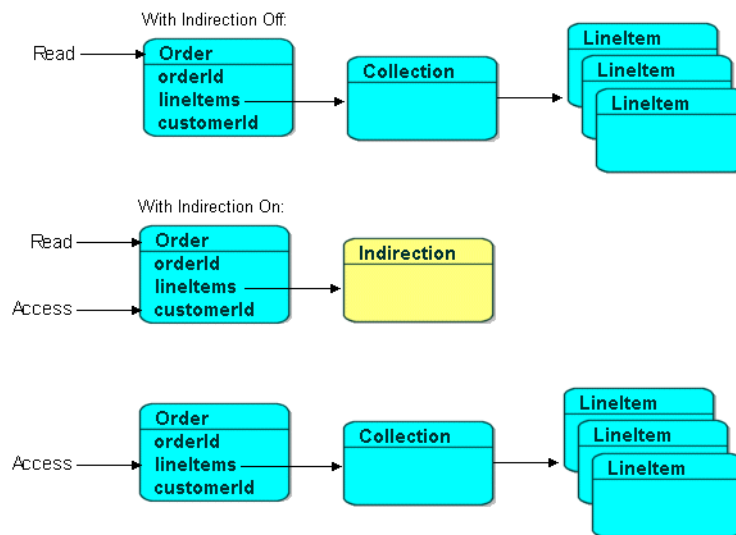 With Indirection Off:
Read
Order
orderId
lineItems
customerId
Collection
LineItem
LineItem
LineItem
With Indirection On:
Read
Access
Order
orderId
lineItems
customerId
Indirection
Access
Order
orderId
lineItems
customerId
Collection
LineItem
LineItem
LineItem